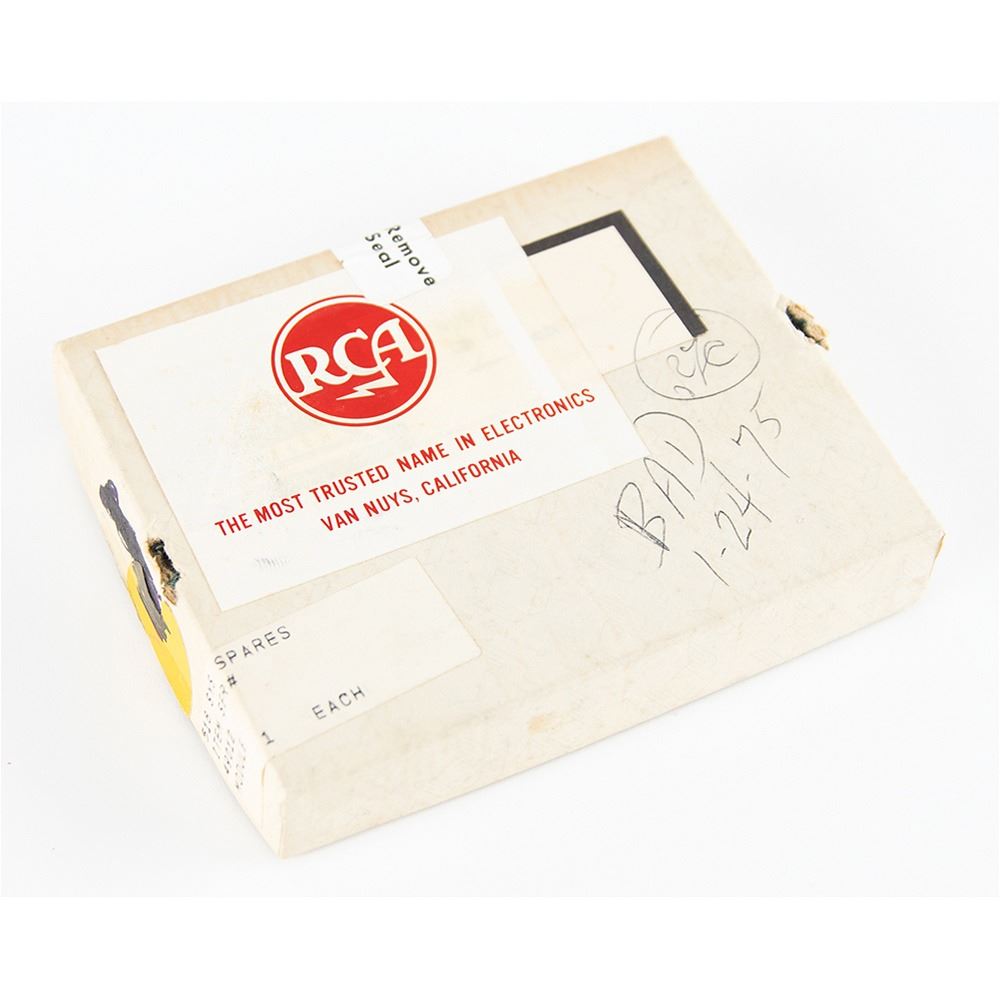 Remove
Seal
RCA
THE MOST TRUSTED NAME IN ELECTRONICS
VAN NUYS, CALIFORNIA
BAD
1-24-75
SPARES
SR#
1 EACH